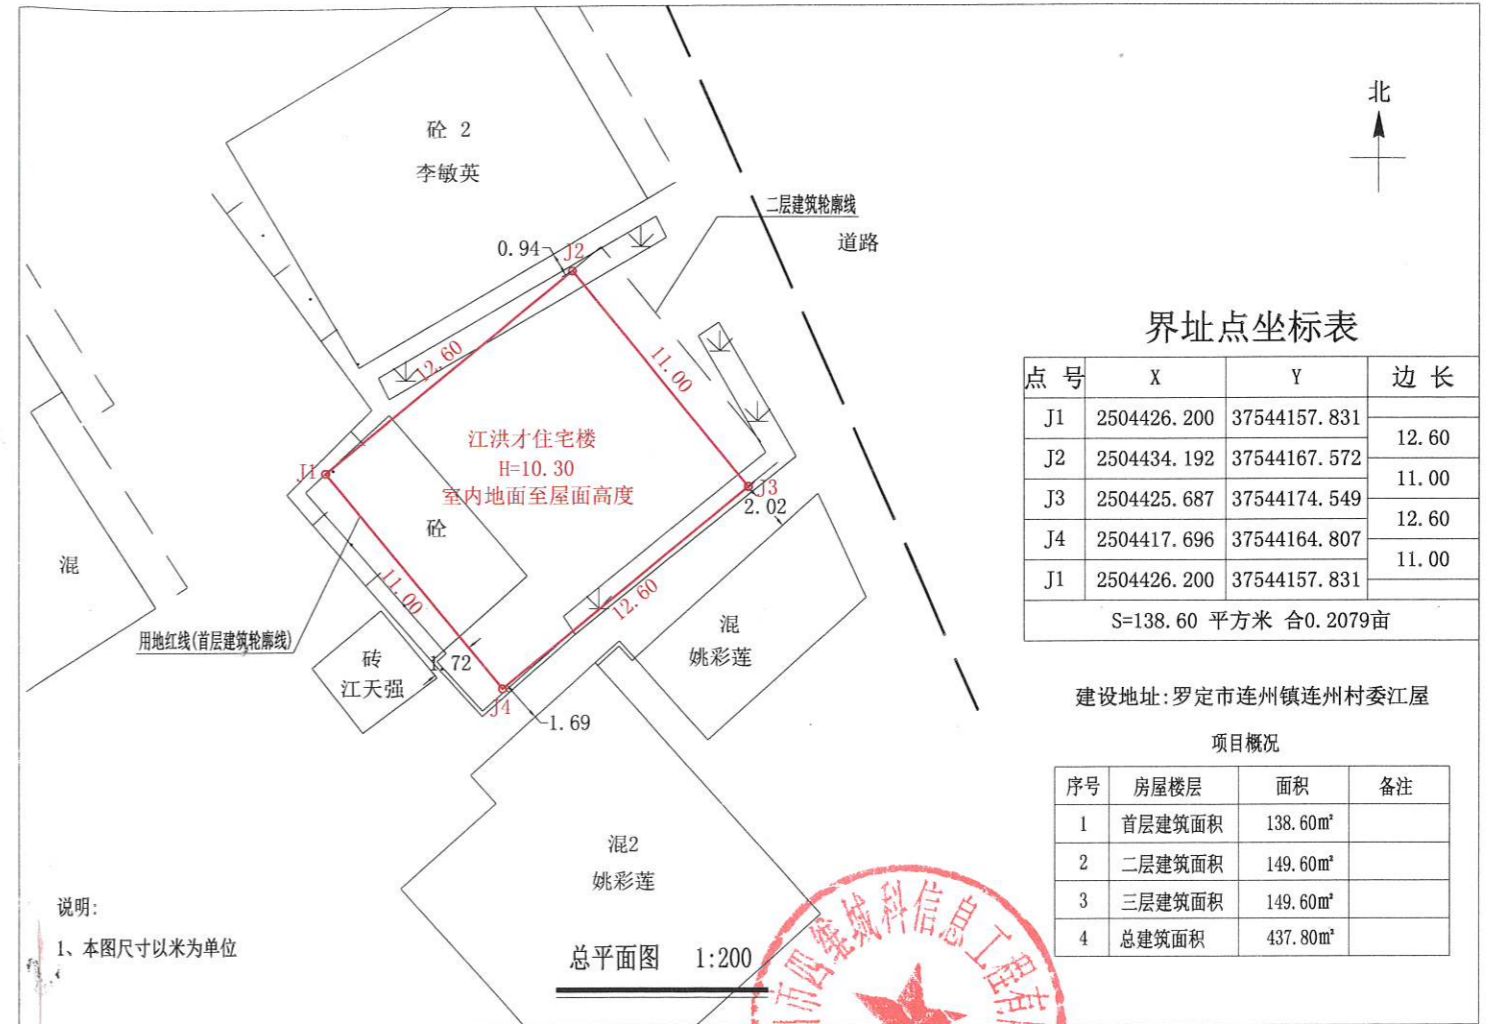 北
砼 2
李敏英
二层建筑轮廓线
道路
0.94
J2
12.60
11.00
江洪才住宅楼
H=10.30
室内地面至屋面高度
J1
J3
2.02
砼
混
11.00
12.60
用地红线(首层建筑轮廓线)
砖
江天强
1.72
J4
1.69
混
姚彩莲
混2
姚彩莲
界址点坐标表
点 号 X Y 边 长
J1 2504426.200 37544157.831
12.60
J2 2504434.192 37544167.572
11.00
J3 2504425.687 37544174.549
12.60
J4 2504417.696 37544164.807
11.00
J1 2504426.200 37544157.831
S=138.60 平方米 合0.2079亩
建设地址:罗定市连州镇连州村委江屋
项目概况
序号 房屋楼层 面积 备注
1 首层建筑面积 138.60m²
2 二层建筑面积 149.60m²
3 三层建筑面积 149.60m²
4 总建筑面积 437.80m²
说明:
1、本图尺寸以米为单位
总平面图 1:200
市四维城科信息工程有